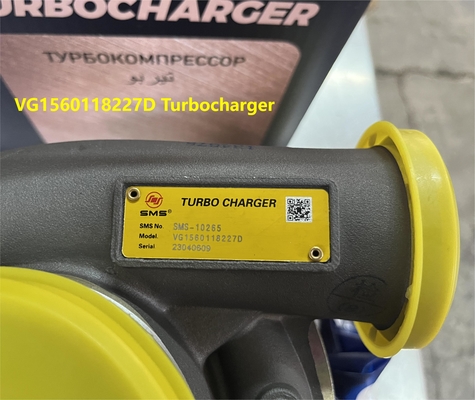 TURBOCHARGER
ТУРБОКОМПРЕССОР
VG1560118227D Turbocharger
SMS®
TURBO CHARGER
SMS No. SMS-10265
Model. VG1560118227D
Serial 23040609